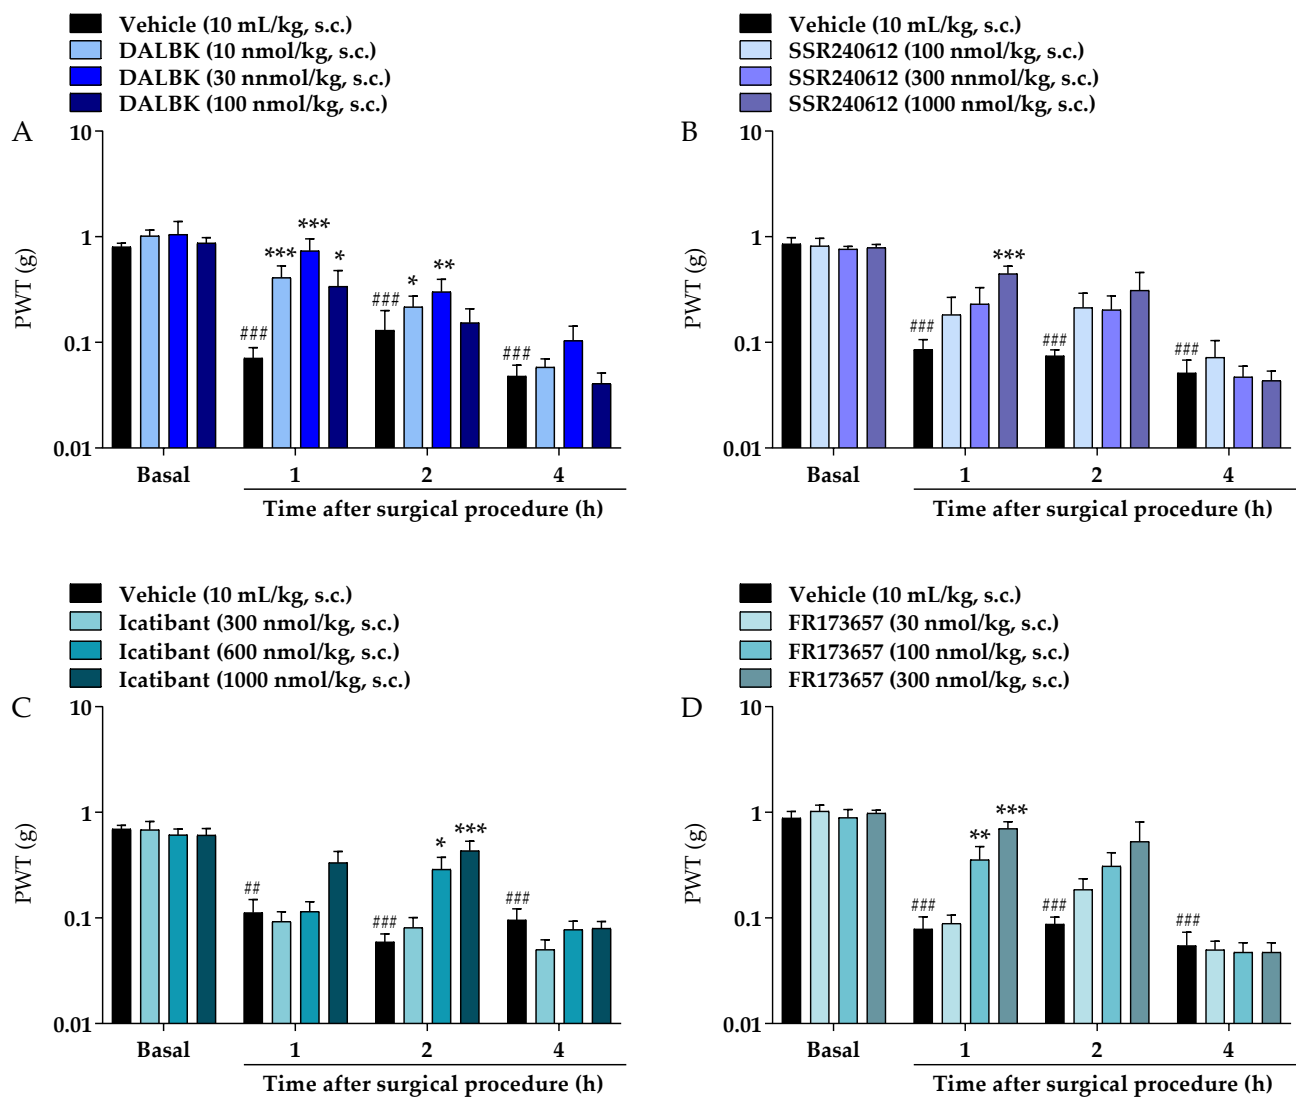 Vehicle (10 mL/kg, s.c.)
DALBK (10 nmol/kg, s.c.)
DALBK (30 nnmol/kg, s.c.)
DALBK (100 nmol/kg, s.c.)
A
10
1
0.1
0.01
PWT (g)
###
***
***
*
###
*
**
###
Basal
1
2
4
Time after surgical procedure (h)
Vehicle (10 mL/kg, s.c.)
SSR240612 (100 nmol/kg, s.c.)
SSR240612 (300 nnmol/kg, s.c.)
SSR240612 (1000 nmol/kg, s.c.)
B
10
1
0.1
0.01
PWT (g)
###
***
###
###
Basal
1
2
4
Time after surgical procedure (h)
Vehicle (10 mL/kg, s.c.)
Icatibant (300 nmol/kg, s.c.)
Icatibant (600 nmol/kg, s.c.)
Icatibant (1000 nmol/kg, s.c.)
C
10
1
0.1
0.01
PWT (g)
##
###
*
***
###
Basal
1
2
4
Time after surgical procedure (h)
Vehicle (10 mL/kg, s.c.)
FR173657 (30 nmol/kg, s.c.)
FR173657 (100 nmol/kg, s.c.)
FR173657 (300 nmol/kg, s.c.)
D
10
1
0.1
0.01
PWT (g)
###
**
***
###
###
Basal
1
2
4
Time after surgical procedure (h)